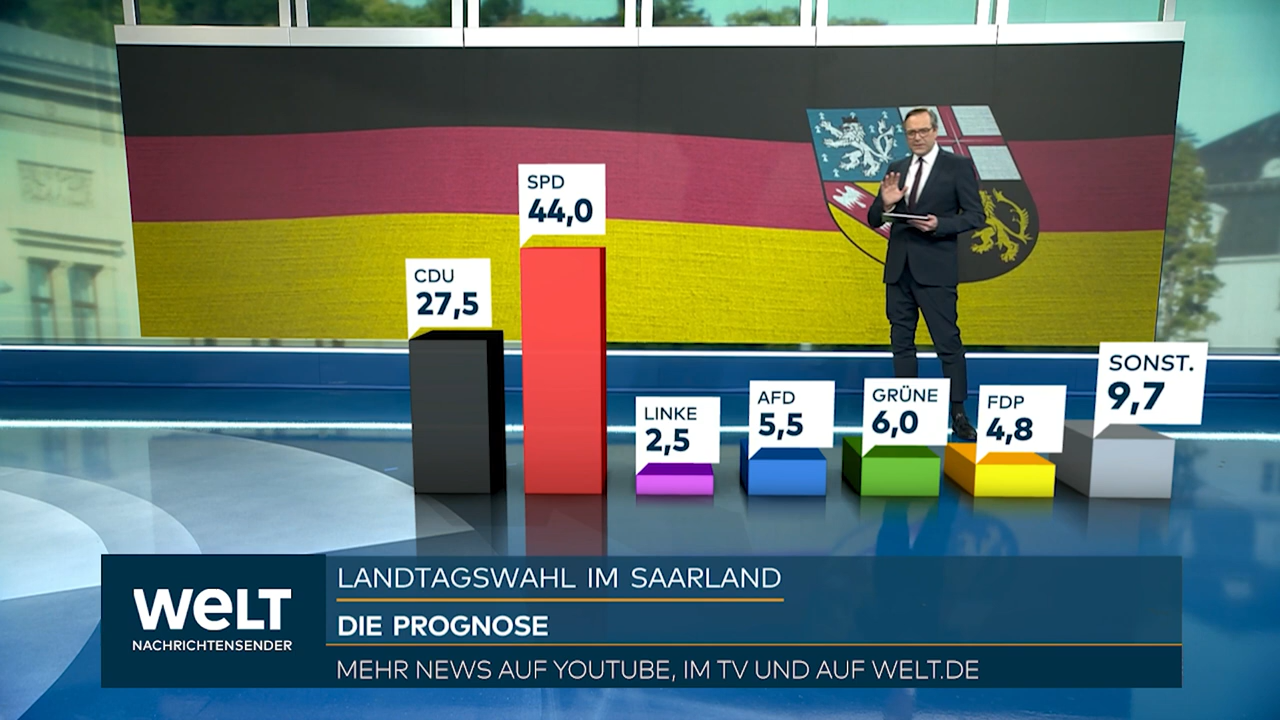 CDU
27,5
SPD
44,0
LINKE
2,5
AFD
5,5
GRÜNE
6,0
FDP
4,8
SONST.
9,7
WELT
NACHRICHTENSENDER
LANDTAGSWAHL IM SAARLAND
DIE PROGNOSE
MEHR NEWS AUF YOUTUBE, IM TV UND AUF WELT.DE